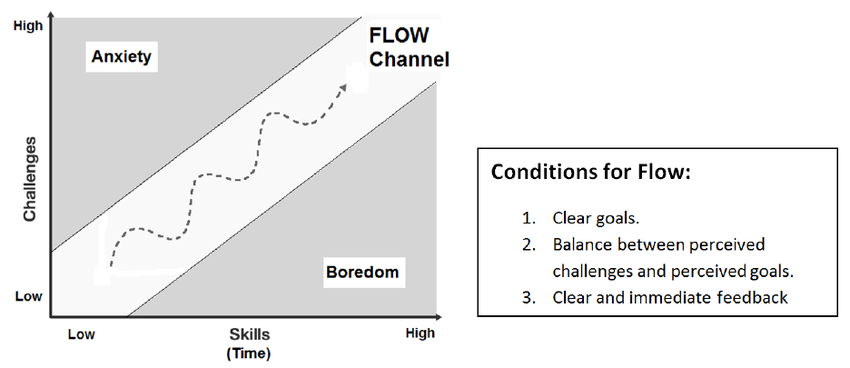 High
Anxiety
FLOW
Channel
Challenges
Boredom
Low
Low
Skills
High
(Time)
Conditions for Flow:
1. Clear goals.
2. Balance between perceived
challenges and perceived goals.
3. Clear and immediate feedback